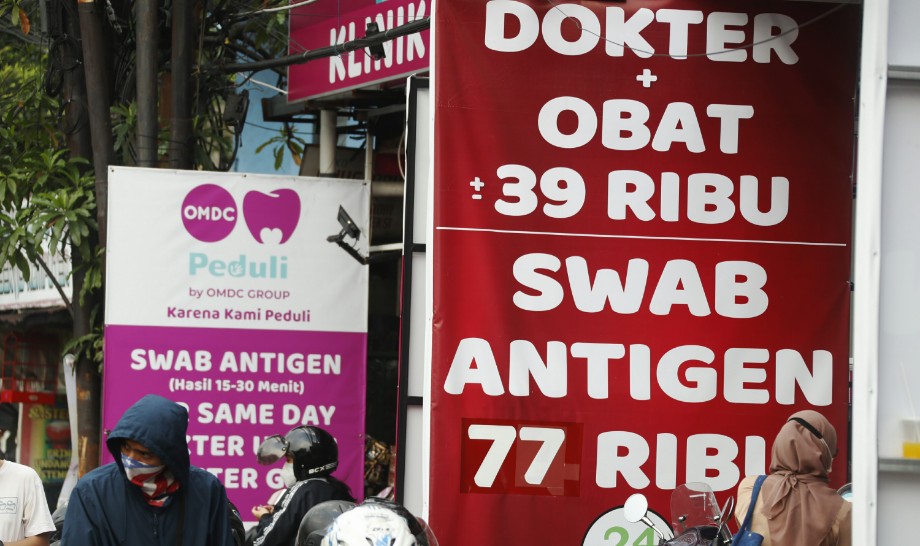 KLINIK
DOKTER
+
OBAT
± 39 RIBU
SWAB
ANTIGEN
77 RIBU
24
OMDC
Peduli
by OMDC GROUP
Karena Kami Peduli
SWAB ANTIGEN
(Hasil 15-30 Menit)
SAME DAY
BCX